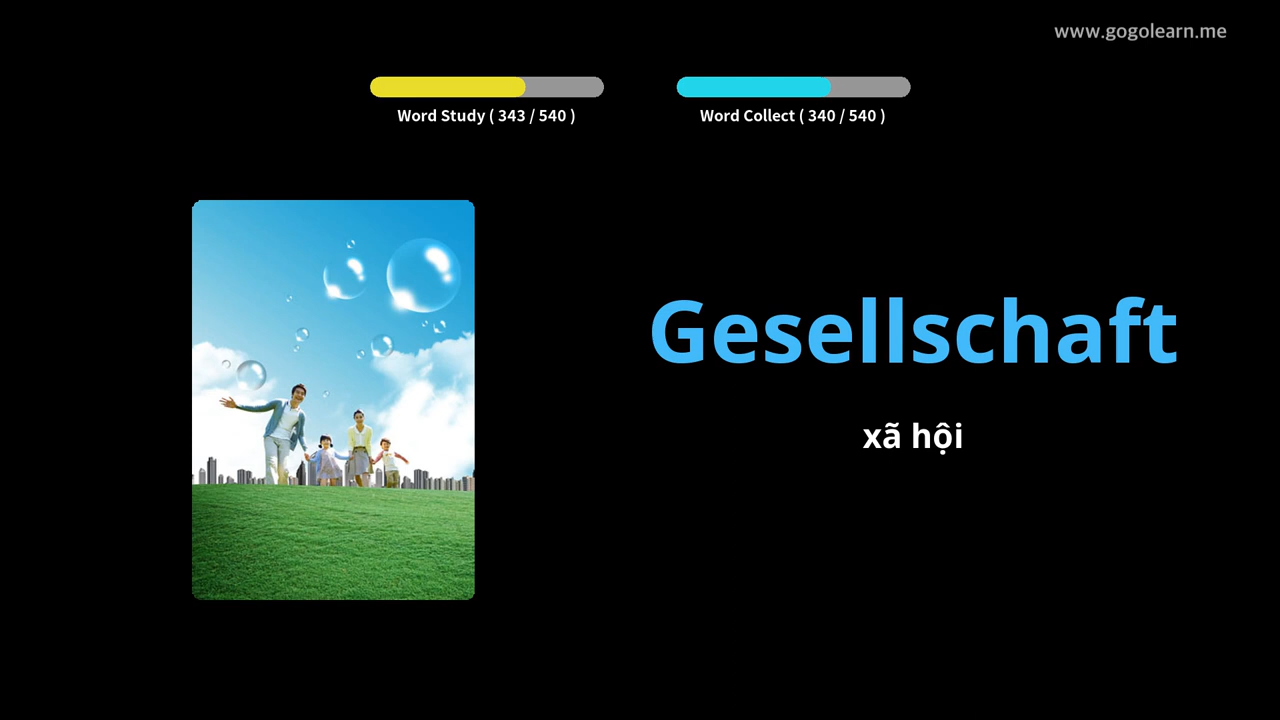 www.gogolearn.me
Word Study ( 343 / 540 )
Word Collect ( 340 / 540 )
Gesellschaft
xã hội